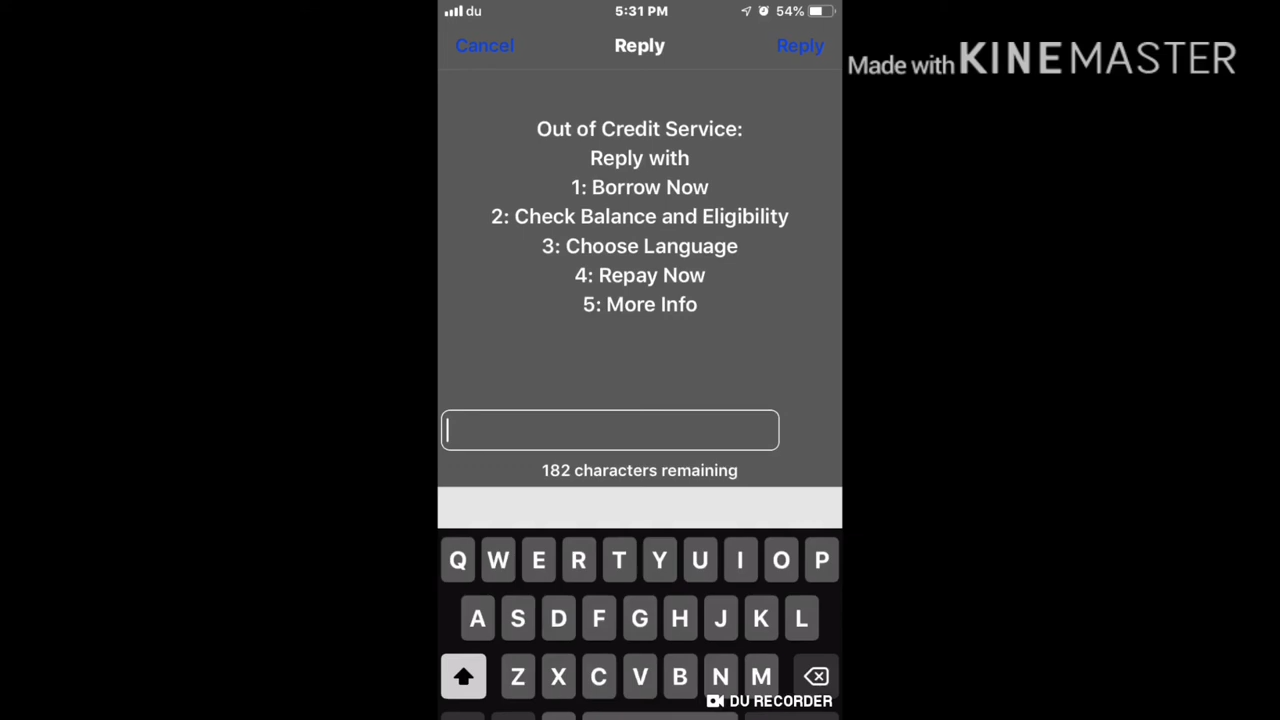 du 5:31 PM 54%
Cancel Reply Reply
Made with KINEMASTER
Out of Credit Service:
Reply with
1: Borrow Now
2: Check Balance and Eligibility
3: Choose Language
4: Repay Now
5: More Info
182 characters remaining
Q W E R T Y U I O P
A S D F G H J K L
Z X C V B N M
DU RECORDER